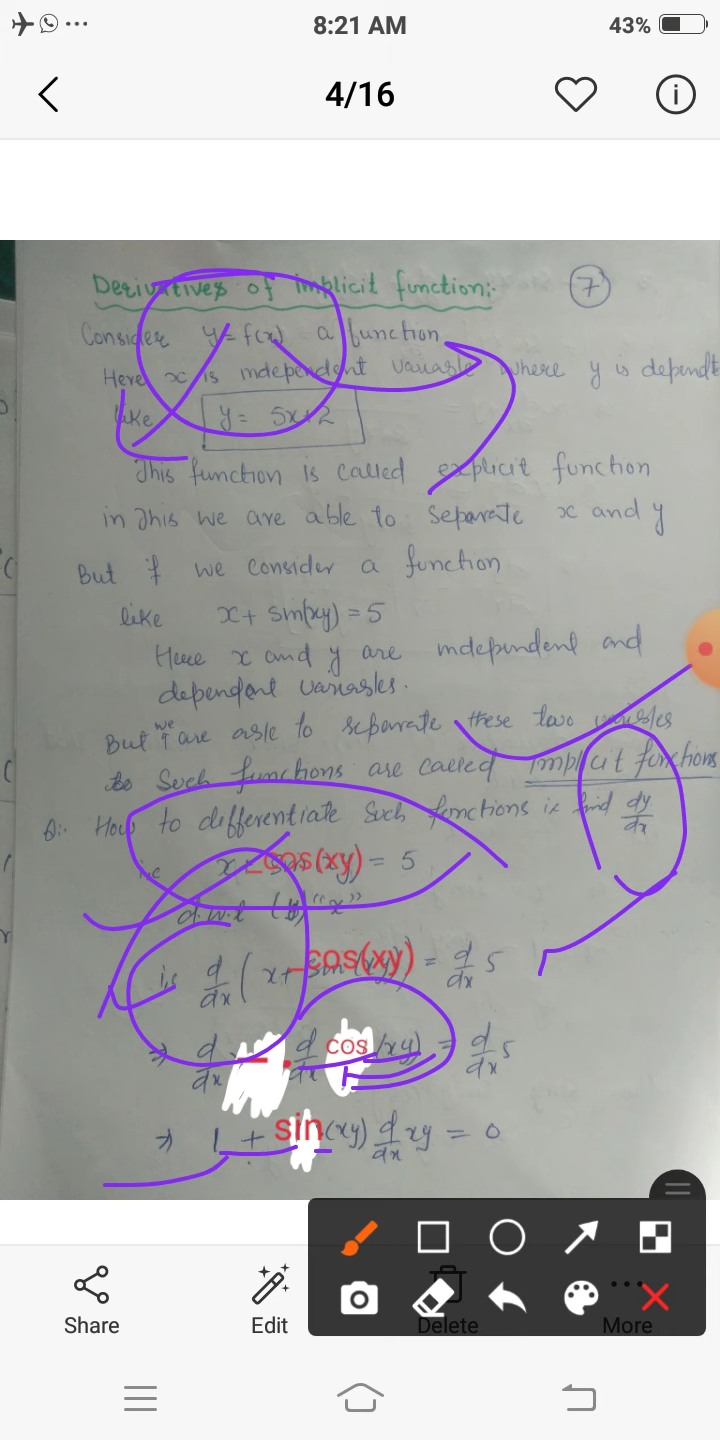 8:21 AM
43%
4/16
Derivatives of implicit function:-
7
Consider y = f(x) a function
Here x is independent variable where y is dependt
like y = 5x+2
This function is called explicit function
in this we are able to separate x and y
But if we consider a function
like x + sin(xy) = 5
Here x and y are independent and
dependent variables.
But we are able to separate these two variables
Such functions are called implicit functions
Q:- How to differentiate such functions ie find dy/dx
i.e x - cos(xy) = 5
d.w.r (y) "x"
i,e d/dx ( x - cos(xy) = d/dx 5
⇒ d/dx - d/dx cos (xy) = d/dx 5
⇒ 1 + sin (xy) d/dx xy = 0
Share
Edit
Delete
More